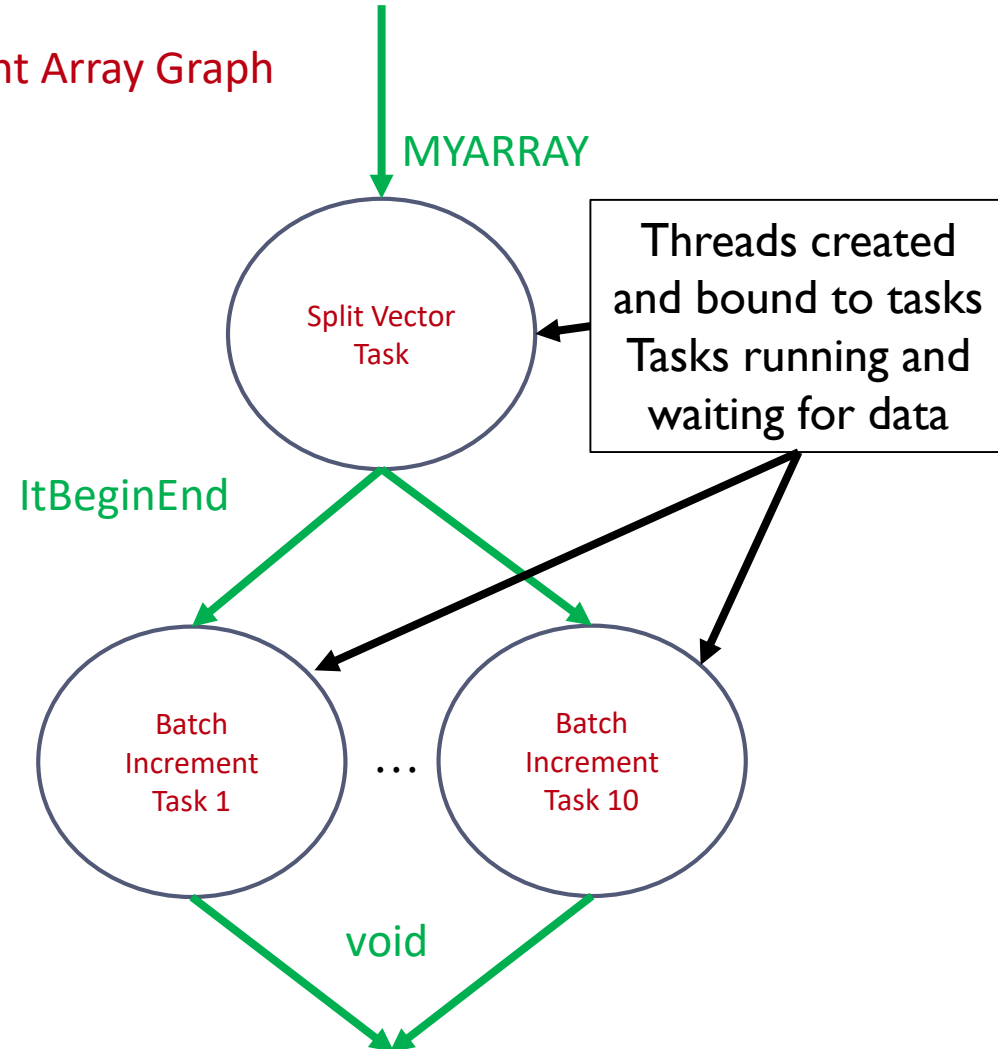 nt Array Graph
MYARRAY
Threads created
and bound to tasks
Tasks running and
waiting for data
Split Vector
Task
ItBeginEnd
Batch
Increment
Task 1
...
Batch
Increment
Task 10
void